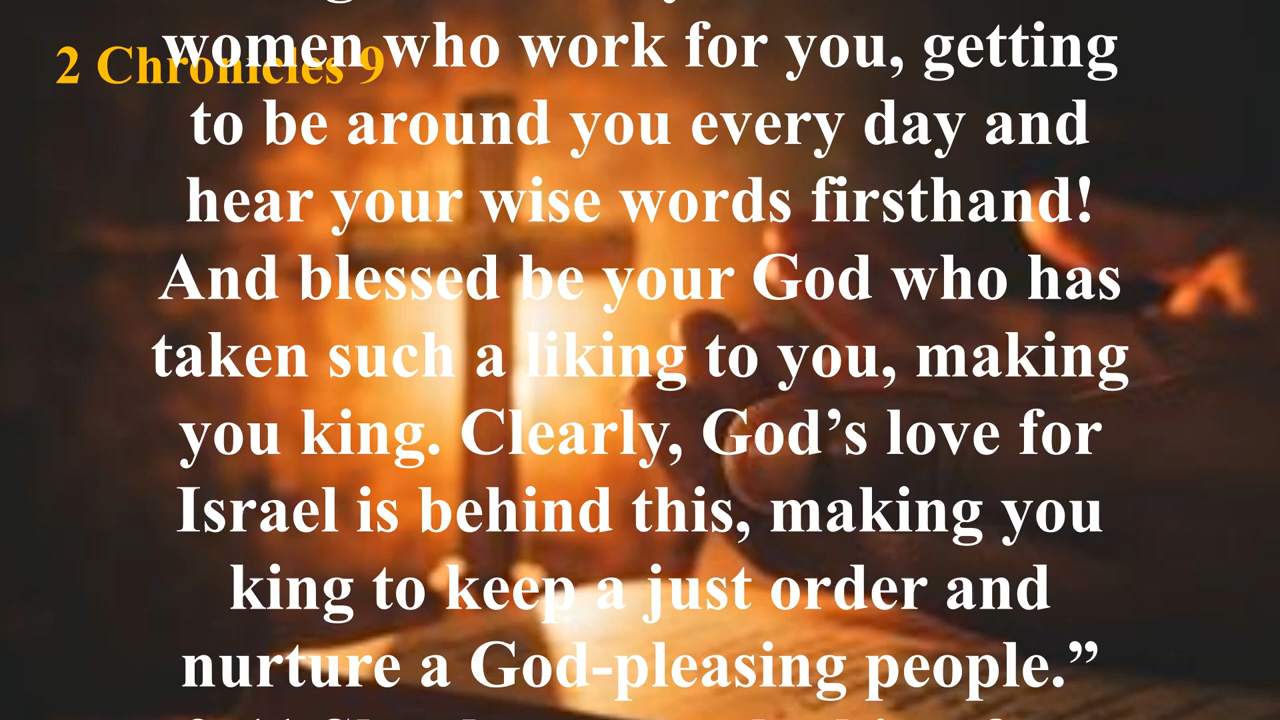 2 Chronicles 9
women who work for you, getting
to be around you every day and
hear your wise words firsthand!
And blessed be your God who has
taken such a liking to you, making
you king. Clearly, God’s love for
Israel is behind this, making you
king to keep a just order and
nurture a God-pleasing people.”